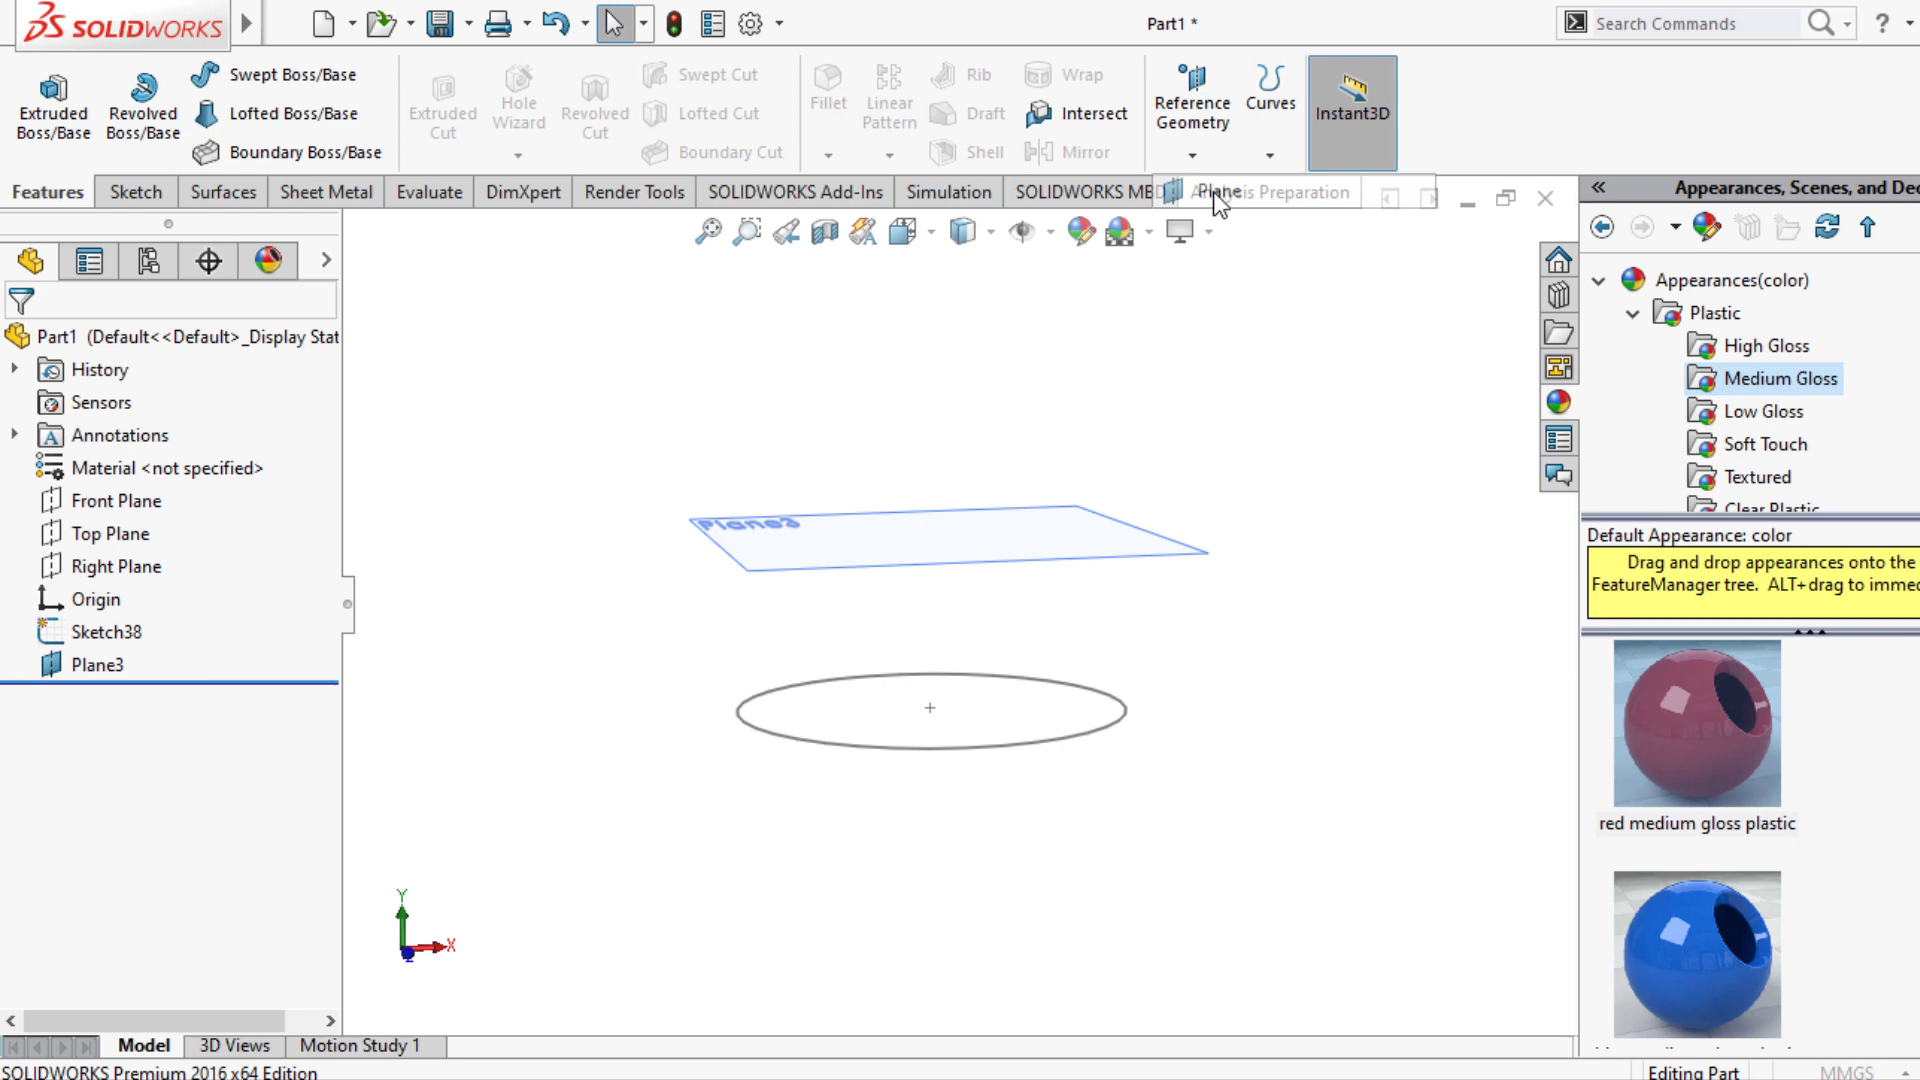 SOLIDWORKS
Part1 *
Search Commands
?
Extruded
Boss/Base
Revolved
Boss/Base
Swept Boss/Base
Lofted Boss/Base
Boundary Boss/Base
Extruded
Cut
Hole
Wizard
Revolved
Cut
Swept Cut
Lofted Cut
Boundary Cut
Fillet
Linear
Pattern
Rib
Draft
Shell
Wrap
Intersect
Mirror
Reference
Geometry
Curves
Instant3D
Features
Sketch
Surfaces
Sheet Metal
Evaluate
DimXpert
Render Tools
SOLIDWORKS Add-Ins
Simulation
SOLIDWORKS MBD
Plane
Preparation
Appearances, Scenes, and Dec
Part1 (Default<<Default>_Display Stat
History
Sensors
Annotations
Material <not specified>
Front Plane
Top Plane
Right Plane
Origin
Sketch38
Plane3
Plane3
Y
X
Z
Appearances(color)
Plastic
High Gloss
Medium Gloss
Low Gloss
Soft Touch
Textured
Clear Plastic
Default Appearance: color
Drag and drop appearances onto the
FeatureManager tree. ALT+drag to immed
red medium gloss plastic
Model
3D Views
Motion Study 1
SOLIDWORKS Premium 2016 x64 Edition
Editing Part
MMGS